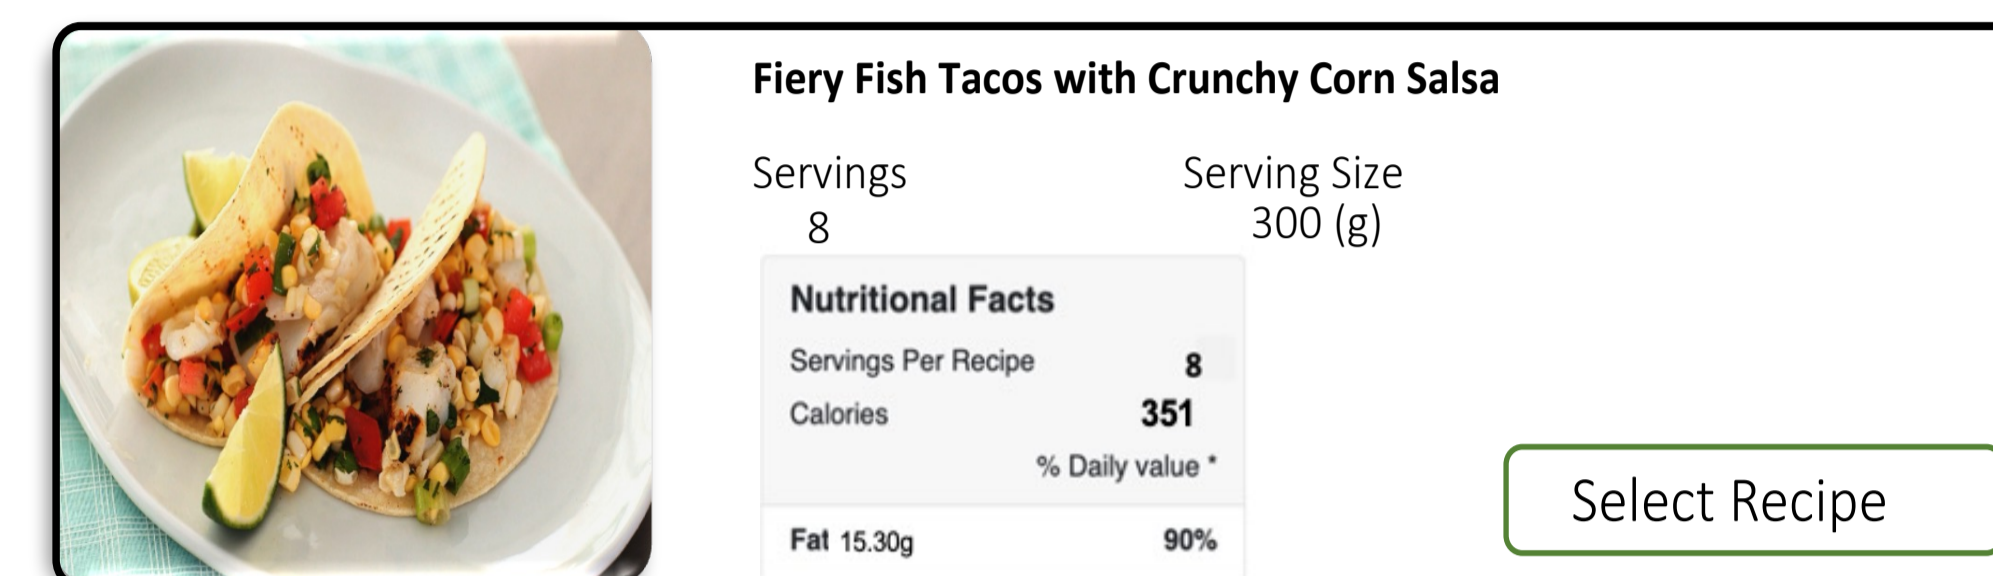 Fiery Fish Tacos with Crunchy Corn Salsa
Servings
8
Serving Size
300 (g)
Nutritional Facts
Servings Per Recipe 8
Calories 351
% Daily value *
Fat 15.30g 90%
Select Recipe